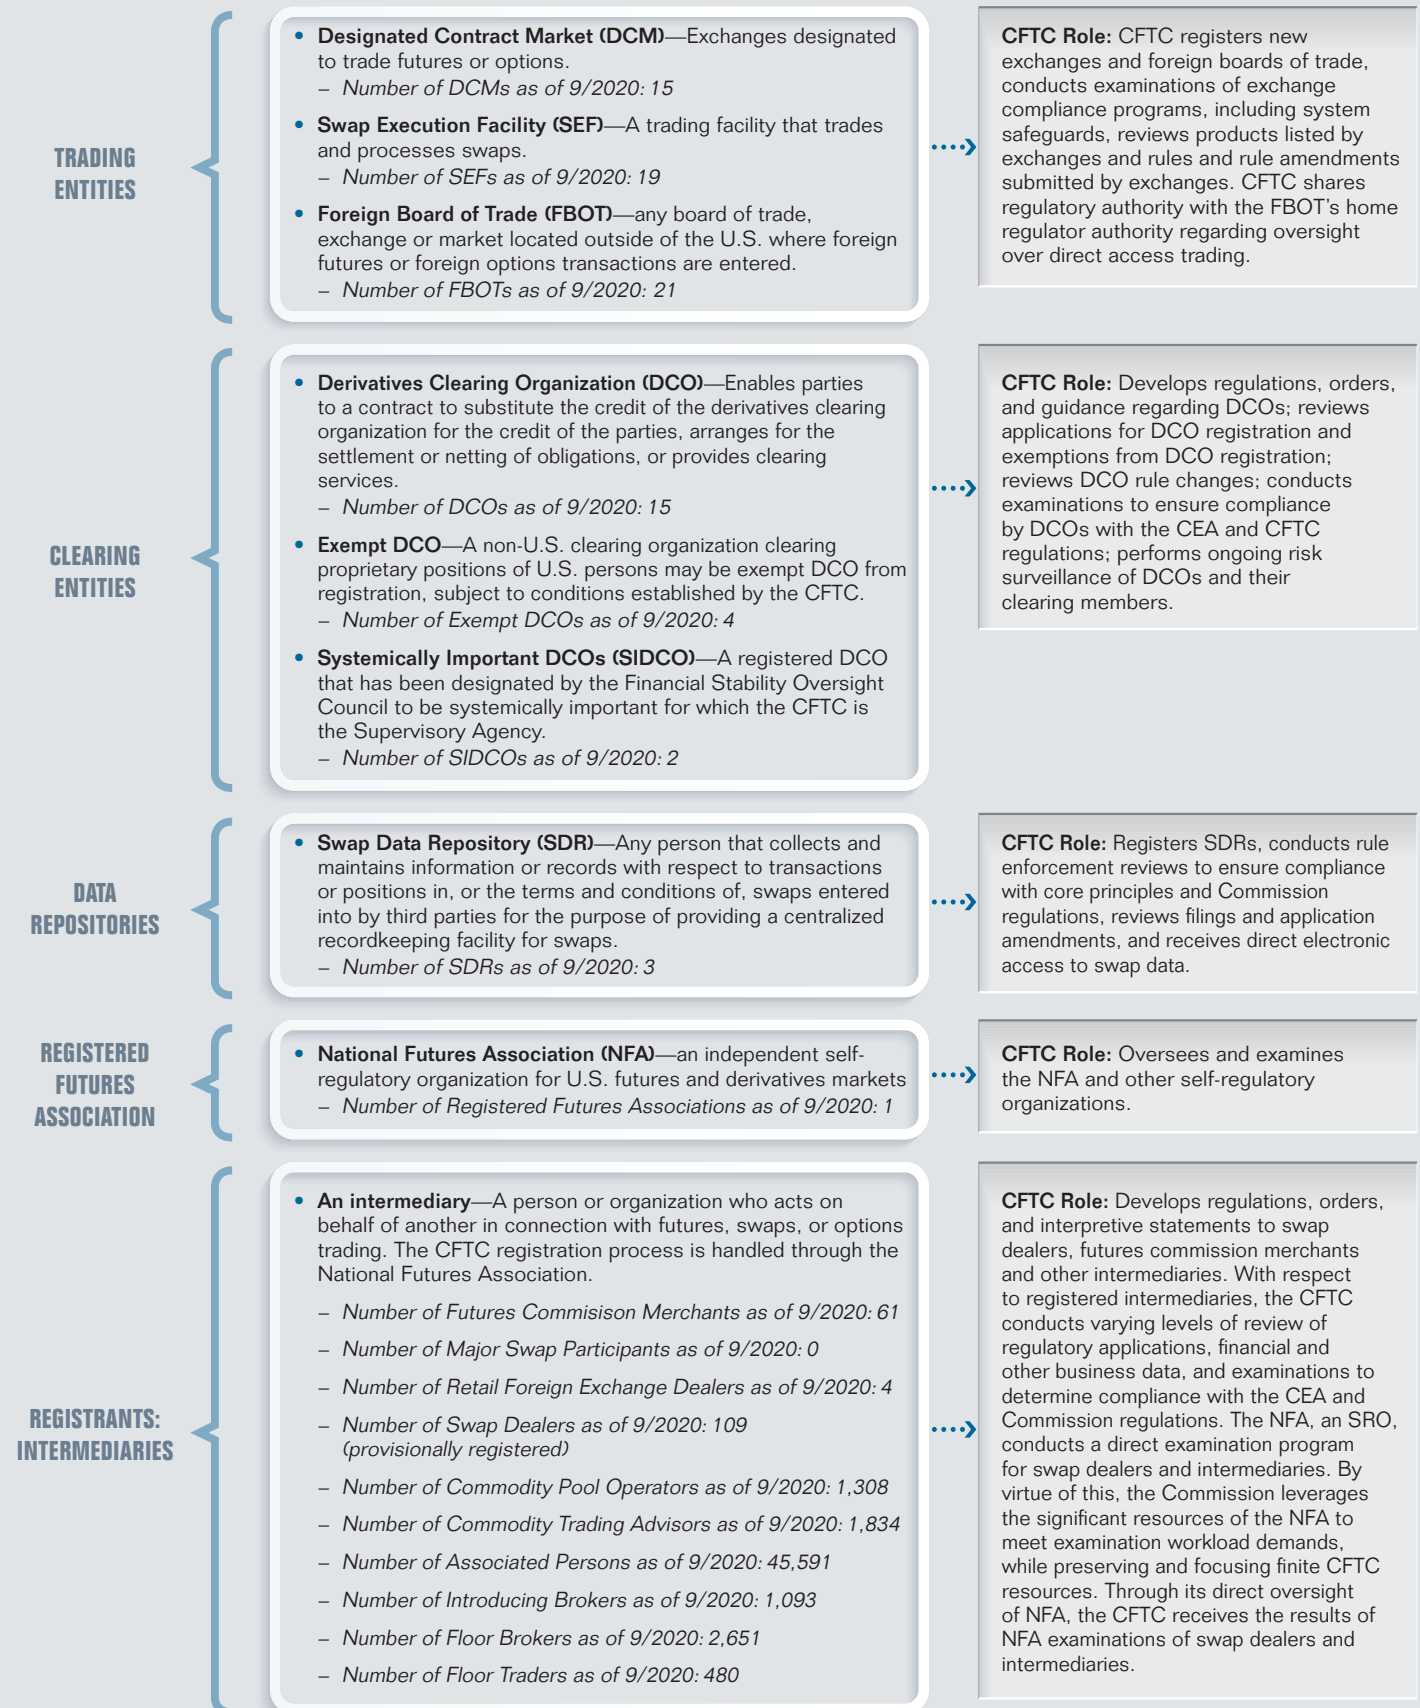 TRADING
ENTITIES
• Designated Contract Market (DCM)—Exchanges designated
to trade futures or options.
– Number of DCMs as of 9/2020: 15
• Swap Execution Facility (SEF)—A trading facility that trades
and processes swaps.
– Number of SEFs as of 9/2020: 19
• Foreign Board of Trade (FBOT)—any board of trade,
exchange or market located outside of the U.S. where foreign
futures or foreign options transactions are entered.
– Number of FBOTs as of 9/2020: 21
CFTC Role: CFTC registers new
exchanges and foreign boards of trade,
conducts examinations of exchange
compliance programs, including system
safeguards, reviews products listed by
exchanges and rules and rule amendments
submitted by exchanges. CFTC shares
regulatory authority with the FBOT's home
regulator authority regarding oversight
over direct access trading.
CLEARING
ENTITIES
• Derivatives Clearing Organization (DCO)—Enables parties
to a contract to substitute the credit of the derivatives clearing
organization for the credit of the parties, arranges for the
settlement or netting of obligations, or provides clearing
services.
– Number of DCOs as of 9/2020: 15
• Exempt DCO—A non-U.S. clearing organization clearing
proprietary positions of U.S. persons may be exempt DCO from
registration, subject to conditions established by the CFTC.
– Number of Exempt DCOs as of 9/2020: 4
• Systemically Important DCOs (SIDCO)—A registered DCO
that has been designated by the Financial Stability Oversight
Council to be systemically important for which the CFTC is
the Supervisory Agency.
– Number of SIDCOs as of 9/2020: 2
CFTC Role: Develops regulations, orders,
and guidance regarding DCOs; reviews
applications for DCO registration and
exemptions from DCO registration;
reviews DCO rule changes; conducts
examinations to ensure compliance
by DCOs with the CEA and CFTC
regulations; performs ongoing risk
surveillance of DCOs and their
clearing members.
DATA
REPOSITORIES
• Swap Data Repository (SDR)—Any person that collects and
maintains information or records with respect to transactions
or positions in, or the terms and conditions of, swaps entered
into by third parties for the purpose of providing a centralized
recordkeeping facility for swaps.
– Number of SDRs as of 9/2020: 3
CFTC Role: Registers SDRs, conducts rule
enforcement reviews to ensure compliance
with core principles and Commission
regulations, reviews filings and application
amendments, and receives direct electronic
access to swap data.
REGISTERED
FUTURES
ASSOCIATION
• National Futures Association (NFA)—an independent self-
regulatory organization for U.S. futures and derivatives markets
– Number of Registered Futures Associations as of 9/2020: 1
CFTC Role: Oversees and examines
the NFA and other self-regulatory
organizations.
REGISTRANTS:
INTERMEDIARIES
• An intermediary—A person or organization who acts on
behalf of another in connection with futures, swaps, or options
trading. The CFTC registration process is handled through the
National Futures Association.
– Number of Futures Commisison Merchants as of 9/2020: 61
– Number of Major Swap Participants as of 9/2020: 0
– Number of Retail Foreign Exchange Dealers as of 9/2020: 4
– Number of Swap Dealers as of 9/2020: 109
(provisionally registered)
– Number of Commodity Pool Operators as of 9/2020: 1,308
– Number of Commodity Trading Advisors as of 9/2020: 1,834
– Number of Associated Persons as of 9/2020: 45,591
– Number of Introducing Brokers as of 9/2020: 1,093
– Number of Floor Brokers as of 9/2020: 2,651
– Number of Floor Traders as of 9/2020: 480
CFTC Role: Develops regulations, orders,
and interpretive statements to swap
dealers, futures commission merchants
and other intermediaries. With respect
to registered intermediaries, the CFTC
conducts varying levels of review of
regulatory applications, financial and
other business data, and examinations to
determine compliance with the CEA and
Commission regulations. The NFA, an SRO,
conducts a direct examination program
for swap dealers and intermediaries. By
virtue of this, the Commission leverages
the significant resources of the NFA to
meet examination workload demands,
while preserving and focusing finite CFTC
resources. Through its direct oversight
of NFA, the CFTC receives the results of
NFA examinations of swap dealers and
intermediaries.